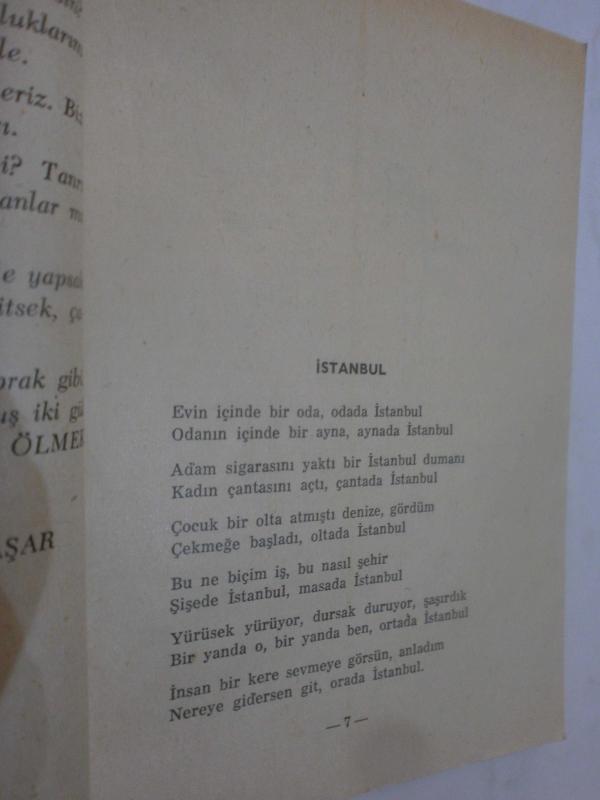 le.
eriz.
i?
anlar
e
itsek,
gibi
iki
ÖLMEK
İSTANBUL
Evin içinde bir oda, odada İstanbul
Odanın içinde bir ayna, aynada İstanbul
Adam sigarasını yaktı bir İstanbul dumanı
Kadın çantasını açtı, çantada İstanbul
Çocuk bir olta atmıştı denize, gördüm
Çekmeğe başladı, oltada İstanbul
Bu ne biçim iş, bu nasıl şehir
Şişede İstanbul, masada İstanbul
Yürüsek yürüyor, dursak duruyor, şaşırdık
Bir yanda o, bir yanda ben, ortada İstanbul
İnsan bir kere sevmeye görsün, anladım
Nereye gidersen git, orada İstanbul.
—7—